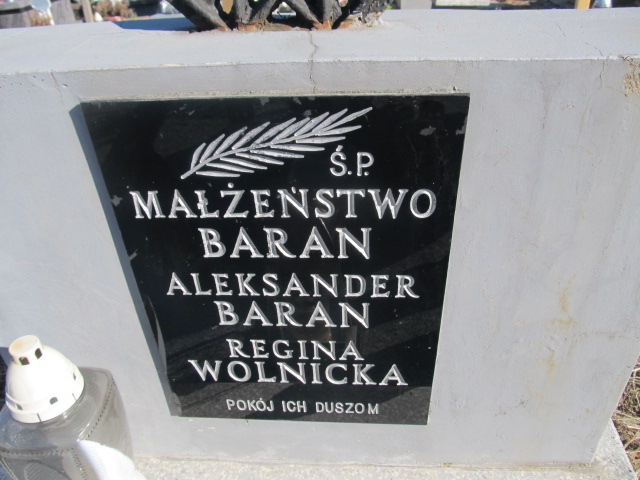 Ś.P.
MAŁŻEŃSTWO
BARAN
ALEKSANDER
BARAN
REGINA
WOLNICKA
POKÓJ ICH DUSZOM